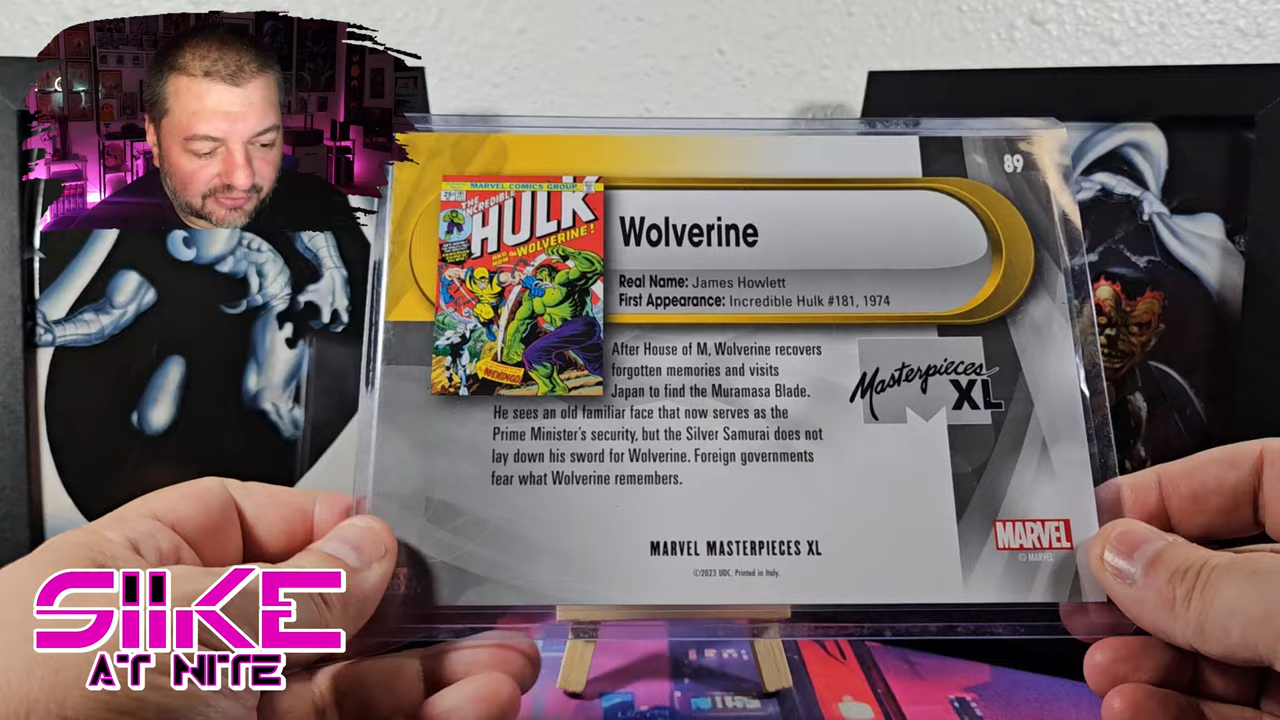 89
MARVEL COMICS GROUP
THE
INCREDIBLE
HULK
AND NOW THE WOLVERINE!
Wolverine
Real Name: James Howlett
First Appearance: Incredible Hulk #181, 1974
After House of M, Wolverine recovers
forgotten memories and visits
Japan to find the Muramasa Blade.
He sees an old familiar face that now serves as the
Prime Minister's security, but the Silver Samurai does not
lay down his sword for Wolverine. Foreign governments
fear what Wolverine remembers.
Masterpieces
XL
MARVEL
© MARVEL
MARVEL MASTERPIECES XL
©2023 UDC. Printed in Italy.
SIIKE
AT NITE